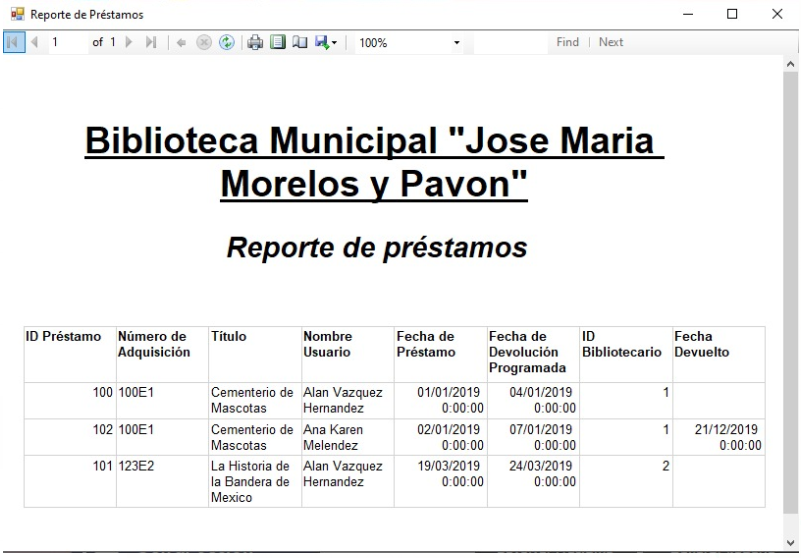 Reporte de Préstamos
1 of 1 100% Find | Next
Biblioteca Municipal "Jose Maria
Morelos y Pavon"
Reporte de préstamos
ID Préstamo Número de Adquisición Título Nombre Usuario Fecha de Préstamo Fecha de Devolución Programada ID Bibliotecario Fecha Devuelto
100 100E1 Cementerio de Mascotas Alan Vazquez Hernandez 01/01/2019 0:00:00 04/01/2019 0:00:00 1
102 100E1 Cementerio de Mascotas Ana Karen Melendez 02/01/2019 0:00:00 07/01/2019 0:00:00 1 21/12/2019 0:00:00
101 123E2 La Historia de la Bandera de Mexico Alan Vazquez Hernandez 19/03/2019 0:00:00 24/03/2019 0:00:00 2